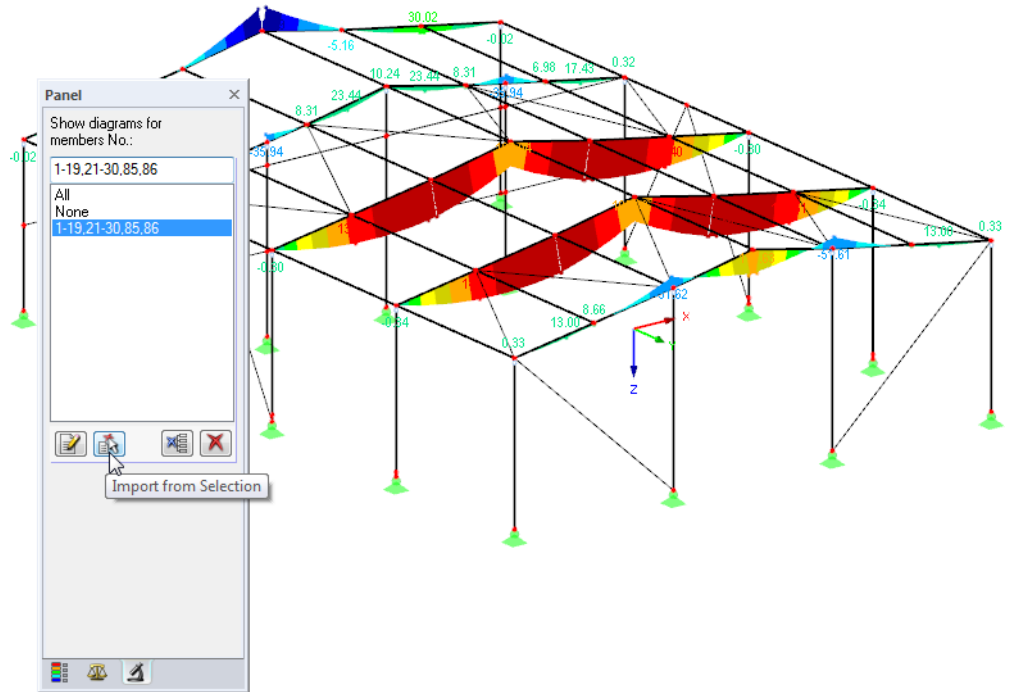 30.02
-0.02
-5.16
10.24
23.44
8.31
6.98
17.43
0.32
Panel
Show diagrams for
members No.:
1-19,21-30,85,86
All
None
1-19,21-30,85,86
Import from Selection
23.44
8.31
-0.02
-0.30
-0.30
-0.34
-0.34
0.33
13.00
8.66
13.00
0.33
X
Z